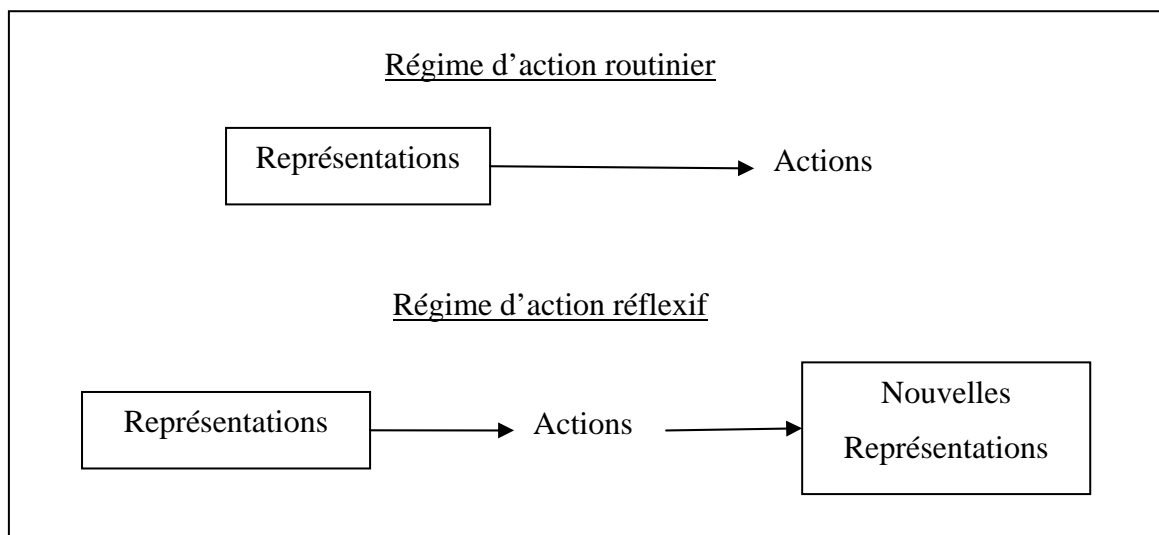 Régime d’action routinier
Représentations
Actions
Régime d’action réflexif
Représentations
Actions
Nouvelles
Représentations